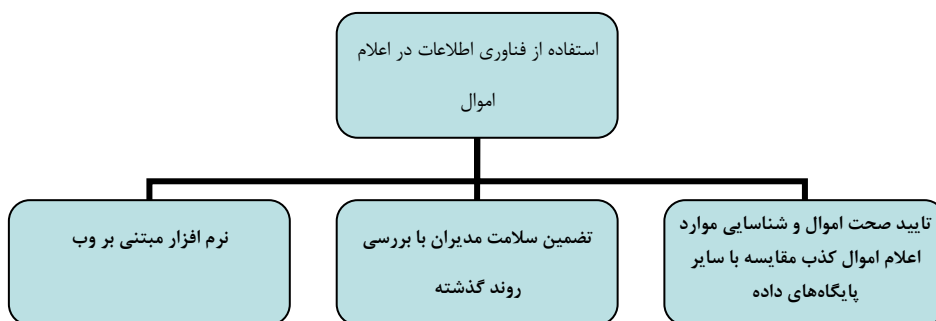 استفاده از فناوری اطلاعات در اعلام
اموال
تایید صحت اموال و شناسایی موارد
اعلام اموال کذب مقایسه با سایر
پایگاه‌های داده
تضمین سلامت مدیران با بررسی
روند گذشته
نرم افزار مبتنی بر وب